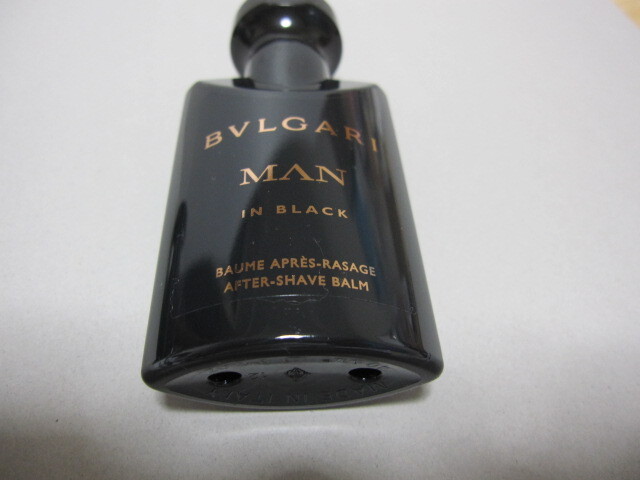 BVLGARI
MAN
IN BLACK
BAUME APRÈS-RASAGE
AFTER-SHAVE BALM